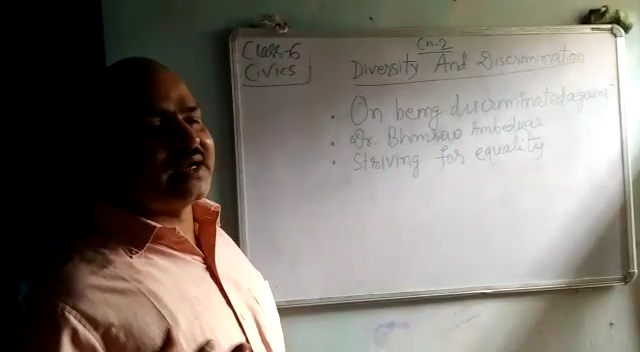 Class-6
Civics
Ch-2
Diversity And Discrimination
• On being discriminated against
• Dr. Bhimrao Ambedkar
• Striving for equality